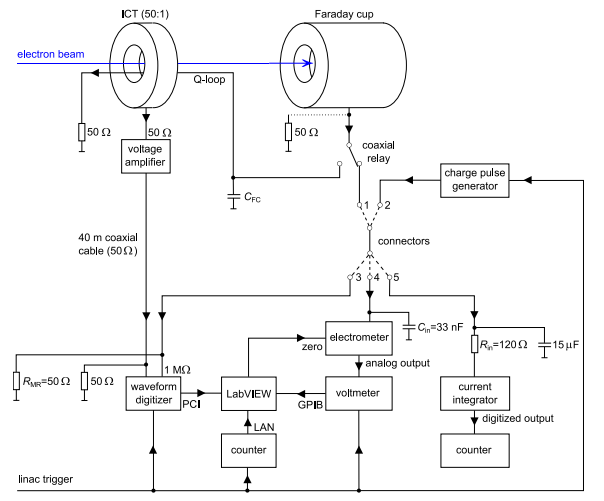 ICT (50:1)
Faraday cup
electron beam
Q-loop
50 Ω
50 Ω
50 Ω
voltage
amplifier
coaxial
relay
charge pulse
generator
C_FC
1
2
40 m coaxial
cable (50 Ω)
connectors
3
4
5
C_in=33 nF
zero
electrometer
R_in=120 Ω
15 μF
analog output
R_MR=50 Ω
50 Ω
1 MΩ
waveform
digitizer
PCI
LabVIEW
GPIB
voltmeter
current
integrator
LAN
digitized output
counter
counter
linac trigger